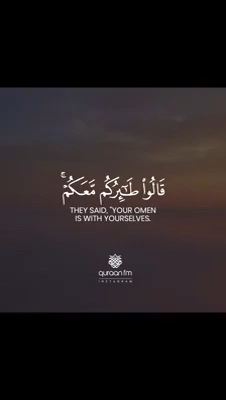 قَالُوا۟ طَـٰٓئِرُكُم مَّعَكُمْ ۚ
THEY SAID, "YOUR OMEN
IS WITH YOURSELVES.
quraan.fm
INSTAGRAM